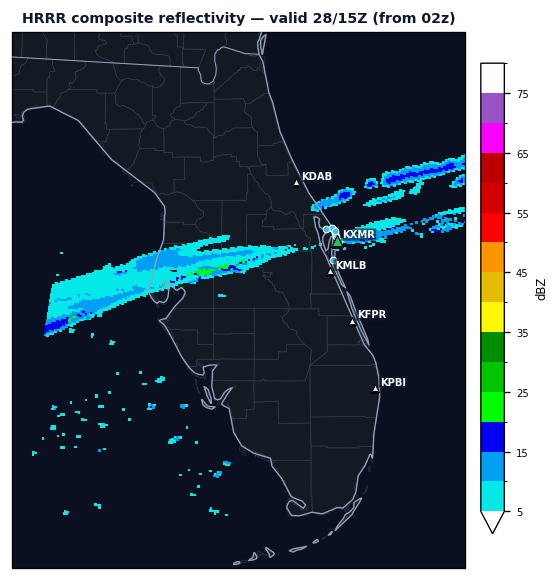 HRRR composite reflectivity — valid 28/15Z (from 02z)
KDAB
KXMR
KMLB
KFPR
KPBI
75
65
55
45
35
25
15
5
dBZ